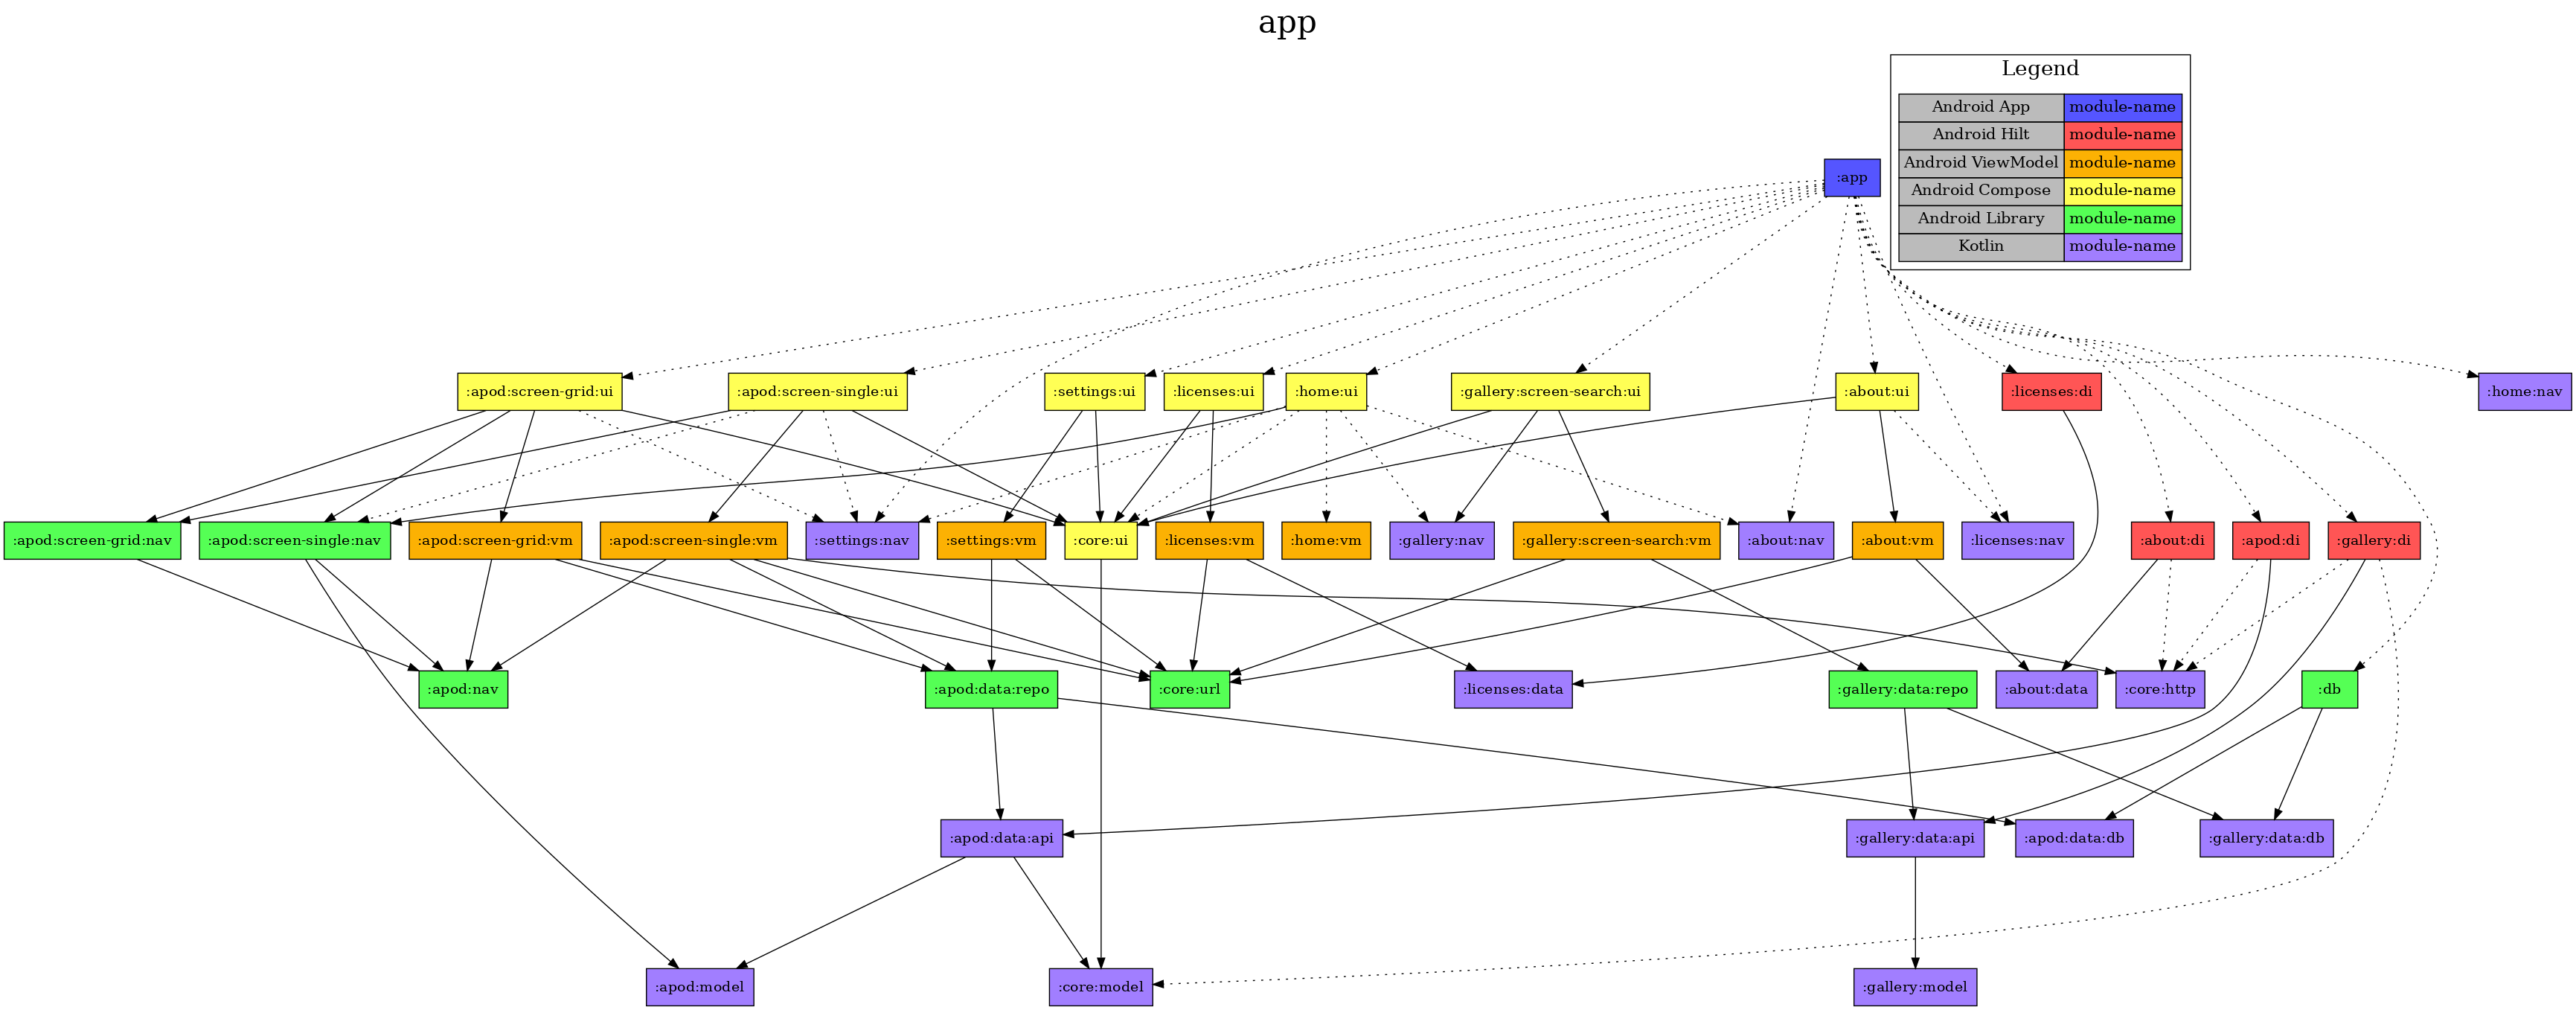 app
Legend
Android App module-name
Android Hilt module-name
Android ViewModel module-name
Android Compose module-name
Android Library module-name
Kotlin module-name
:app
:apod:screen-grid:ui
:apod:screen-single:ui
:settings:ui
:licenses:ui
:home:ui
:gallery:screen-search:ui
:about:ui
:licenses:di
:home:nav
:apod:screen-grid:nav
:apod:screen-single:nav
:apod:screen-grid:vm
:apod:screen-single:vm
:settings:nav
:settings:vm
:core:ui
:licenses:vm
:home:vm
:gallery:nav
:gallery:screen-search:vm
:about:nav
:about:vm
:licenses:nav
:about:di
:apod:di
:gallery:di
:apod:nav
:apod:data:repo
:core:url
:licenses:data
:gallery:data:repo
:about:data
:core:http
:db
:apod:data:api
:gallery:data:api
:apod:data:db
:gallery:data:db
:apod:model
:core:model
:gallery:model